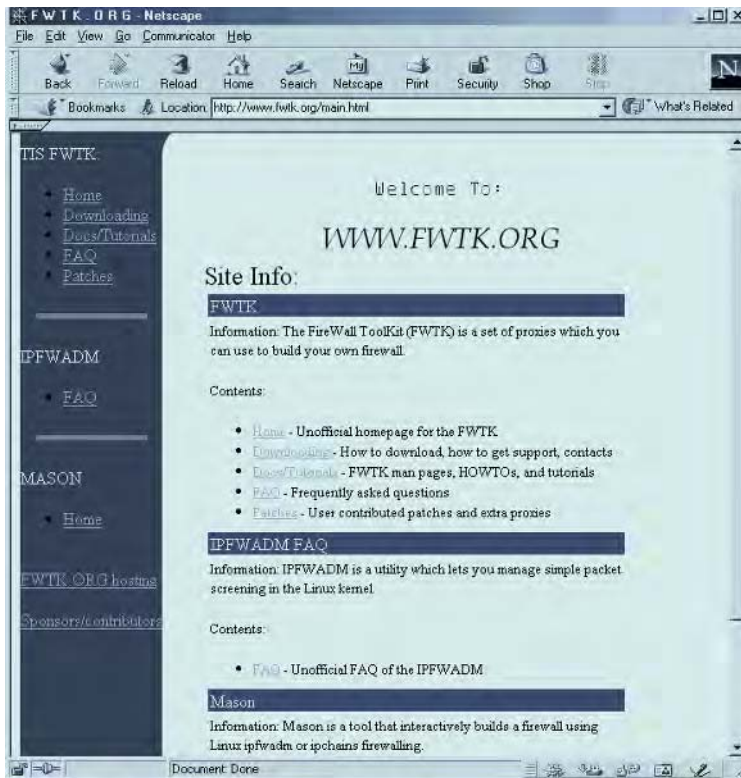 FWTK.ORG - Netscape
File Edit View Go Communicator Help
Back Forward Reload Home Search Netscape Print Security Shop Stop
Bookmarks Location: http://www.fwtk.org/main.html What's Related
TIS FWTK:
Home
Downloading
Docs/Tutorials
FAQ
Patches
IPFWADM
FAQ
MASON
Home
FWTK.ORG hosting
Sponsors/contributors
Welcome To:
WWW.FWTK.ORG
Site Info:
FWTK
Information: The FireWall ToolKit (FWTK) is a set of proxies which you
can use to build your own firewall.
Contents:
Home - Unofficial homepage for the FWTK
Downloading - How to download, how to get support, contacts
Docs/Tutorials - FWTK man pages, HOWTOs, and tutorials
FAQ - Frequently asked questions
Patches - User contributed patches and extra proxies
IPFWADM FAQ
Information: IPFWADM is a utility which lets you manage simple packet
screening in the Linux kernel
Contents:
FAQ - Unofficial FAQ of the IPFWADM
Mason
Information: Mason is a tool that interactively builds a firewall using
Linux ipfwadm or ipchains firewalling.
Document: Done